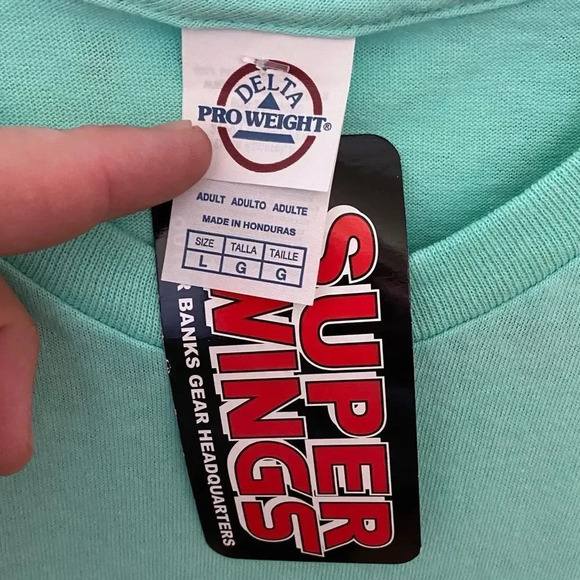 DELTA
PRO WEIGHT®
ADULT ADULTO ADULTE
MADE IN HONDURAS
SIZE TALLA TAILLE
L G G
SUPER
WINGS
BANKS GEAR HEADQUARTERS